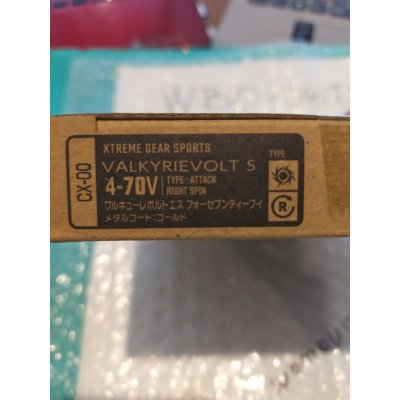 XTREME GEAR SPORTS
VALKYRIEVOLT S
4-70V
TYPE・ATTACK
RIGHT SPIN
ワルキューレボルトエス フォーセブンティーブイ
メタルコート:ゴールド
CX-00
TYPE
R